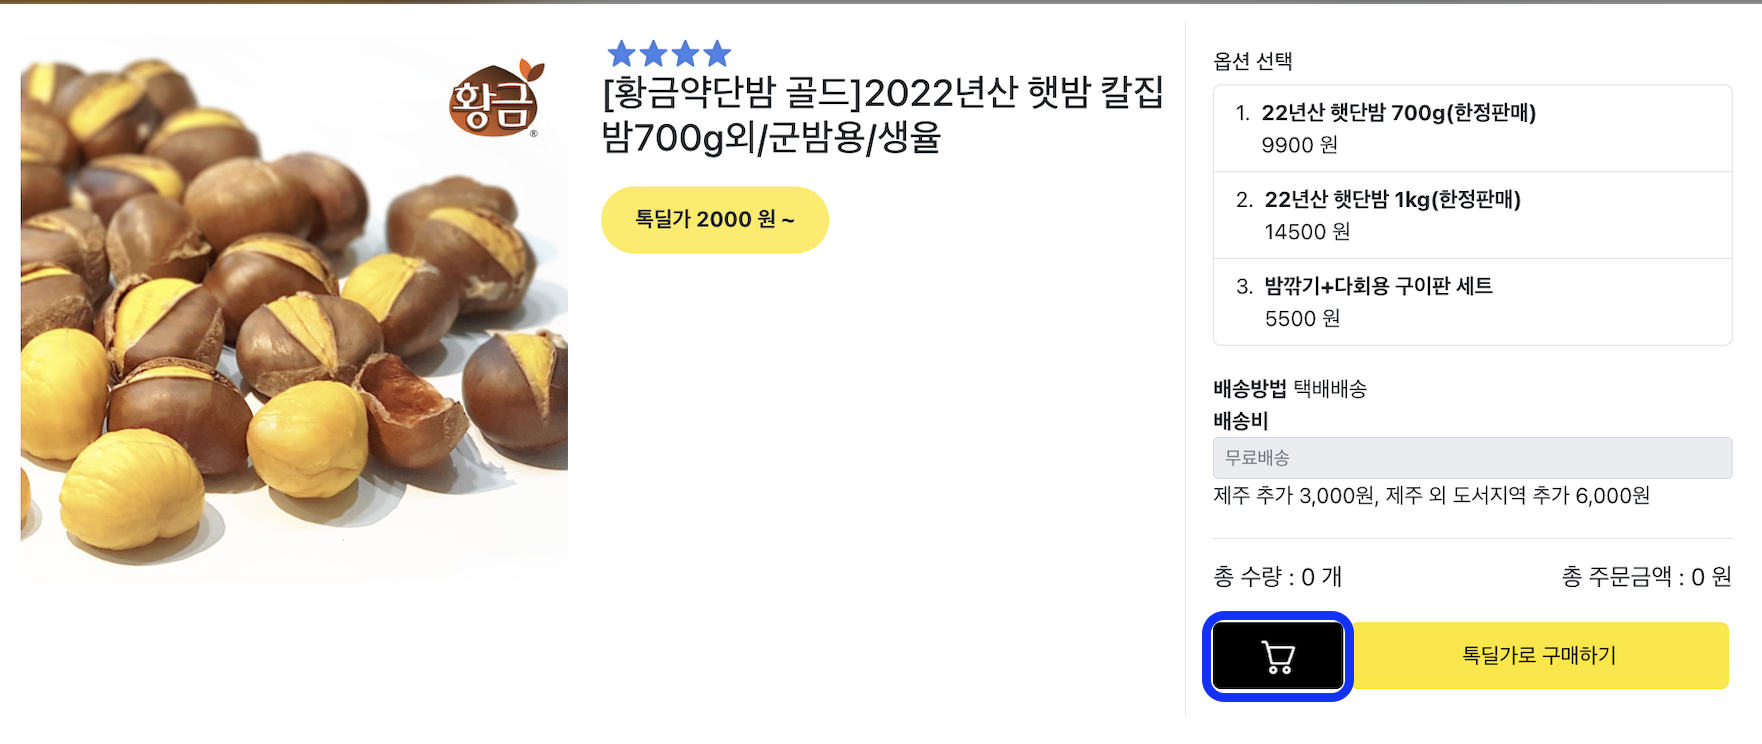 황금
®
[황금약단밤 골드]2022년산 햇밤 칼집
밤700g외/군밤용/생율
톡딜가 2000 원 ~
옵션 선택
1. 22년산 햇단밤 700g(한정판매)
9900 원
2. 22년산 햇단밤 1kg(한정판매)
14500 원
3. 밤깎기+다회용 구이판 세트
5500 원
배송방법 택배배송
배송비
무료배송
제주 추가 3,000원, 제주 외 도서지역 추가 6,000원
총 수량 : 0 개
총 주문금액 : 0 원
톡딜가로 구매하기